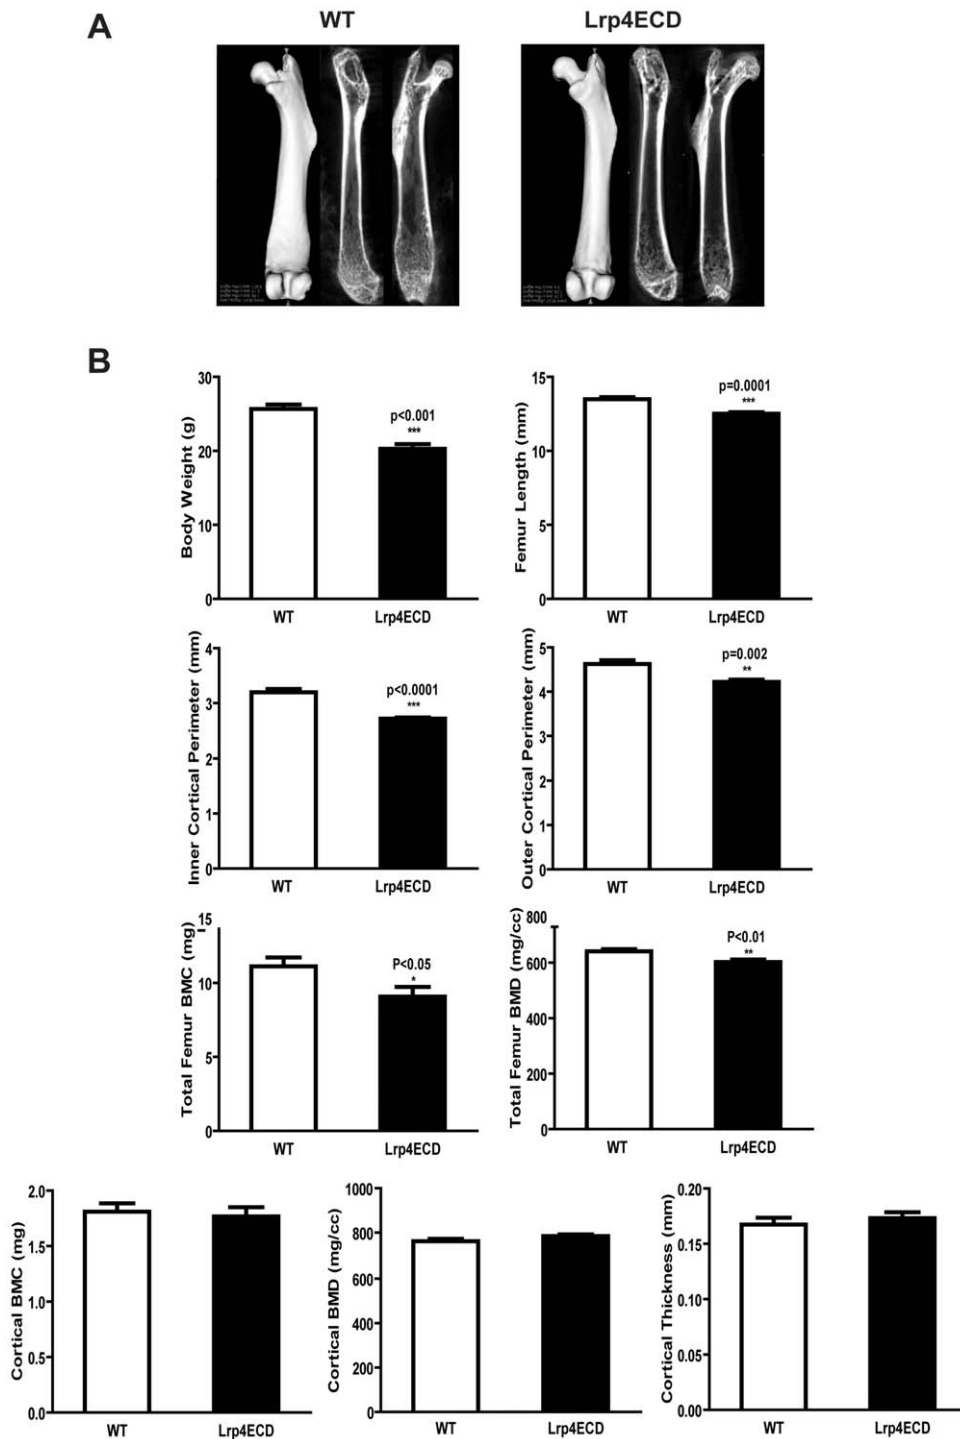 A
WT
Lrp4ECD
B
Body Weight (g)
30
20
10
0
p<0.001
***
WT
Lrp4ECD
Femur Length (mm)
15
10
5
0
p=0.0001
***
WT
Lrp4ECD
Inner Cortical Perimeter (mm)
4
3
2
1
0
p<0.0001
***
WT
Lrp4ECD
Outer Cortical Perimeter (mm)
5
4
3
2
1
0
p=0.002
**
WT
Lrp4ECD
Total Femur BMC (mg)
15
10
5
0
P<0.05
*
WT
Lrp4ECD
Total Femur BMD (mg/cc)
800
600
400
200
0
P<0.01
**
WT
Lrp4ECD
Cortical BMC (mg)
2.0
1.5
1.0
0.5
0.0
WT
Lrp4ECD
Cortical BMD (mg/cc)
1000
800
600
400
200
0
WT
Lrp4ECD
Cortical Thickness (mm)
0.20
0.15
0.10
0.05
0.00
WT
Lrp4ECD